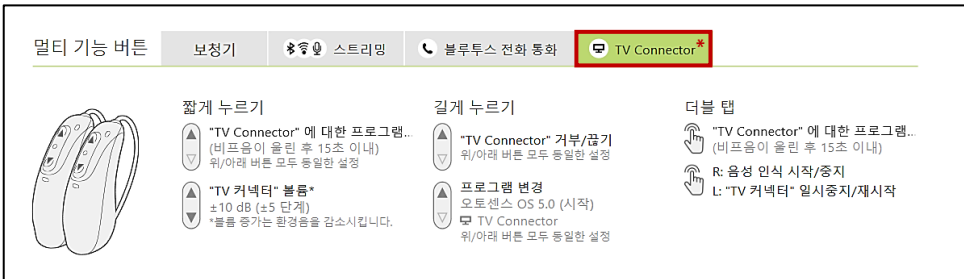 멀티 기능 버튼
보청기
스트리밍
블루투스 전화 통화
TV Connector*
짧게 누르기
"TV Connector" 에 대한 프로그램...
(비프음이 울린 후 15초 이내)
위/아래 버튼 모두 동일한 설정
"TV 커넥터" 볼륨*
±10 dB (±5 단계)
*볼륨 증가는 환경음을 감소시킵니다.
길게 누르기
"TV Connector" 거부/끊기
위/아래 버튼 모두 동일한 설정
프로그램 변경
오토센스 OS 5.0 (시작)
TV Connector
위/아래 버튼 모두 동일한 설정
더블 탭
"TV Connector" 에 대한 프로그램...
(비프음이 울린 후 15초 이내)
R: 음성 인식 시작/중지
L: "TV 커넥터" 일시중지/재시작